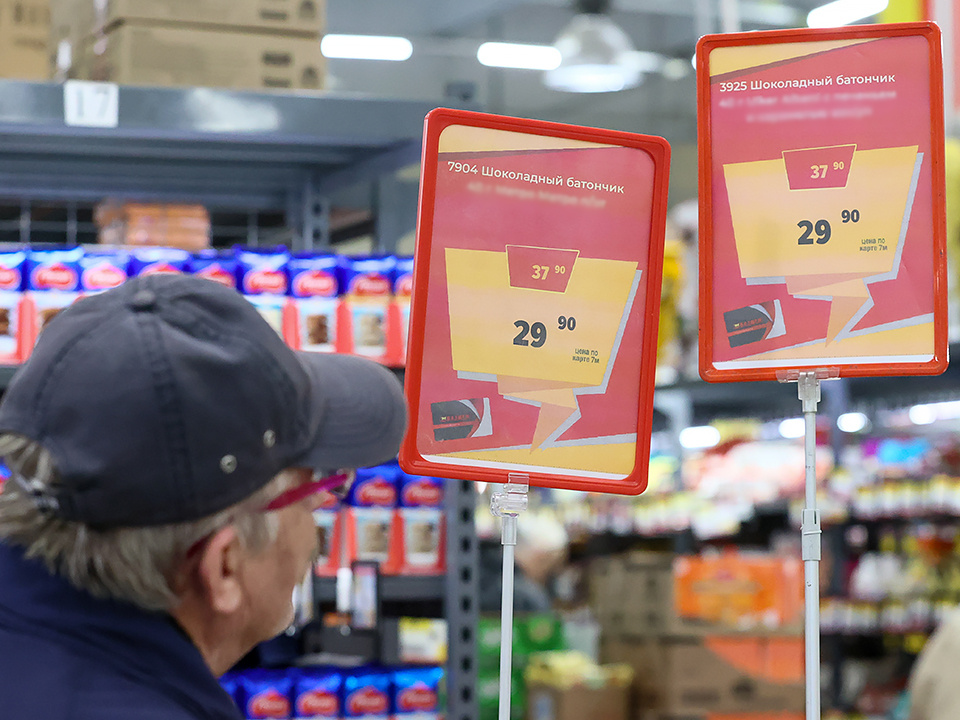 17
7904 Шоколадный батончик
37 90
29 90
цена по
карте 7м
3925 Шоколадный батончик
37 90
29 90
цена по
карте 7м